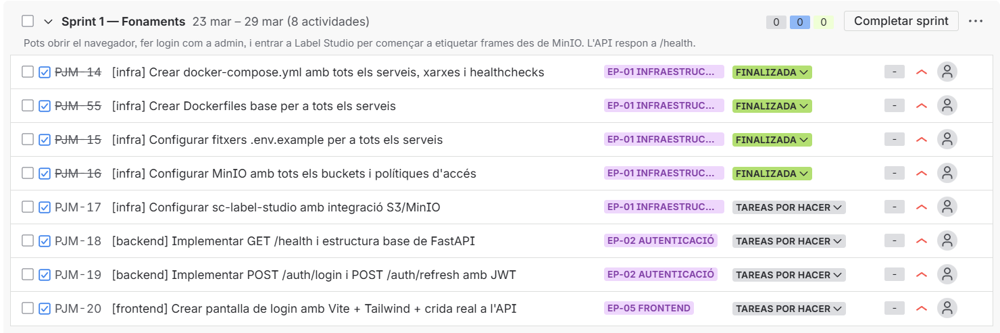 Sprint 1 — Fonaments 23 mar – 29 mar (8 actividades) 0 0 0 Completar sprint
Pots obrir el navegador, fer login com a admin, i entrar a Label Studio per començar a etiquetar frames des de MinIO. L'API respon a /health.
PJM-14 [infra] Crear docker-compose.yml amb tots els serveis, xarxes i healthchecks EP-01 INFRAESTRUC... FINALIZADA -
PJM-55 [infra] Crear Dockerfiles base per a tots els serveis EP-01 INFRAESTRUC... FINALIZADA -
PJM-15 [infra] Configurar fitxers .env.example per a tots els serveis EP-01 INFRAESTRUC... FINALIZADA -
PJM-16 [infra] Configurar MinIO amb tots els buckets i polítiques d'accés EP-01 INFRAESTRUC... FINALIZADA -
PJM-17 [infra] Configurar sc-label-studio amb integració S3/MinIO EP-01 INFRAESTRUC... TAREAS POR HACER -
PJM-18 [backend] Implementar GET /health i estructura base de FastAPI EP-02 AUTENTICACIÓ TAREAS POR HACER -
PJM-19 [backend] Implementar POST /auth/login i POST /auth/refresh amb JWT EP-02 AUTENTICACIÓ TAREAS POR HACER -
PJM-20 [frontend] Crear pantalla de login amb Vite + Tailwind + crida real a l'API EP-05 FRONTEND TAREAS POR HACER -